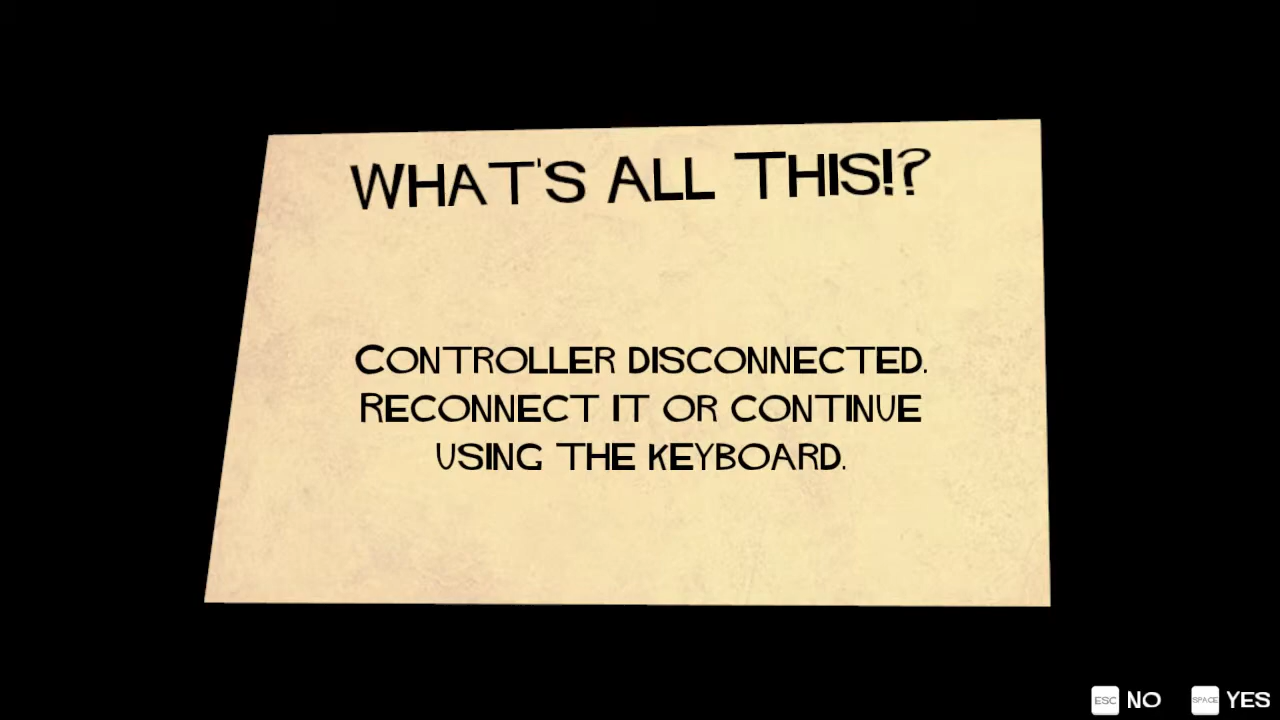 WHAT'S ALL THIS!?
CONTROLLER DISCONNECTED.
RECONNECT IT OR CONTINUE
USING THE KEYBOARD.
ESC NO SPACE YES